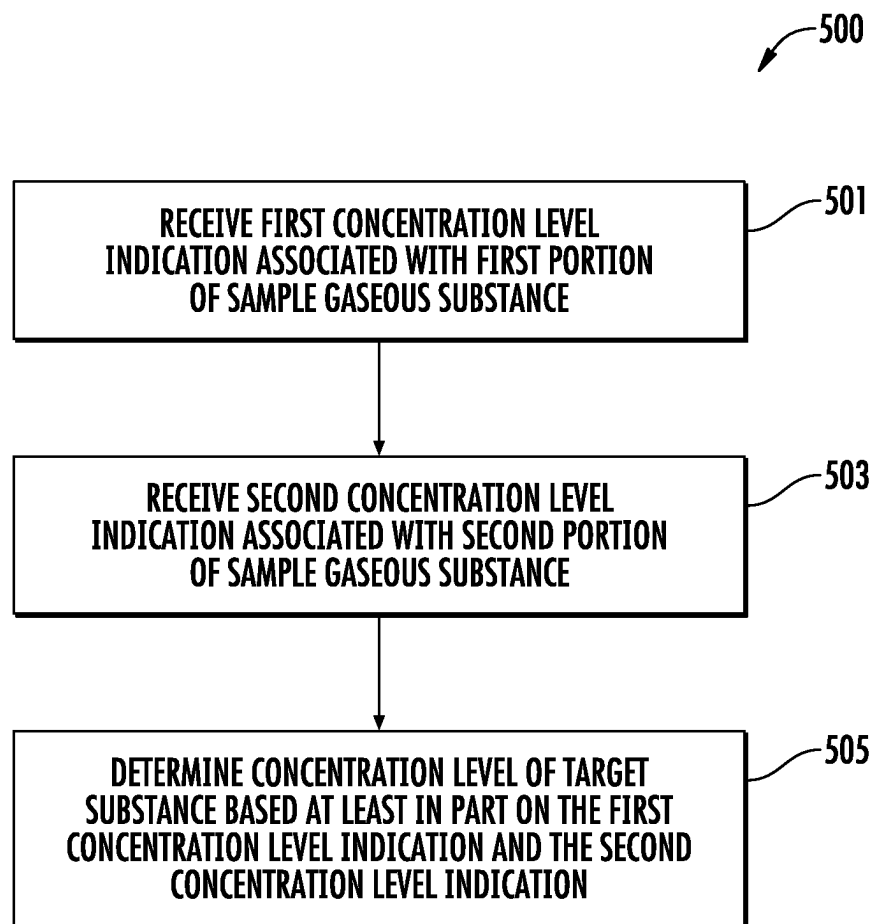 500
501
RECEIVE FIRST CONCENTRATION LEVEL
INDICATION ASSOCIATED WITH FIRST PORTION
OF SAMPLE GASEOUS SUBSTANCE
503
RECEIVE SECOND CONCENTRATION LEVEL
INDICATION ASSOCIATED WITH SECOND PORTION
OF SAMPLE GASEOUS SUBSTANCE
505
DETERMINE CONCENTRATION LEVEL OF TARGET
SUBSTANCE BASED AT LEAST IN PART ON THE FIRST
CONCENTRATION LEVEL INDICATION AND THE SECOND
CONCENTRATION LEVEL INDICATION